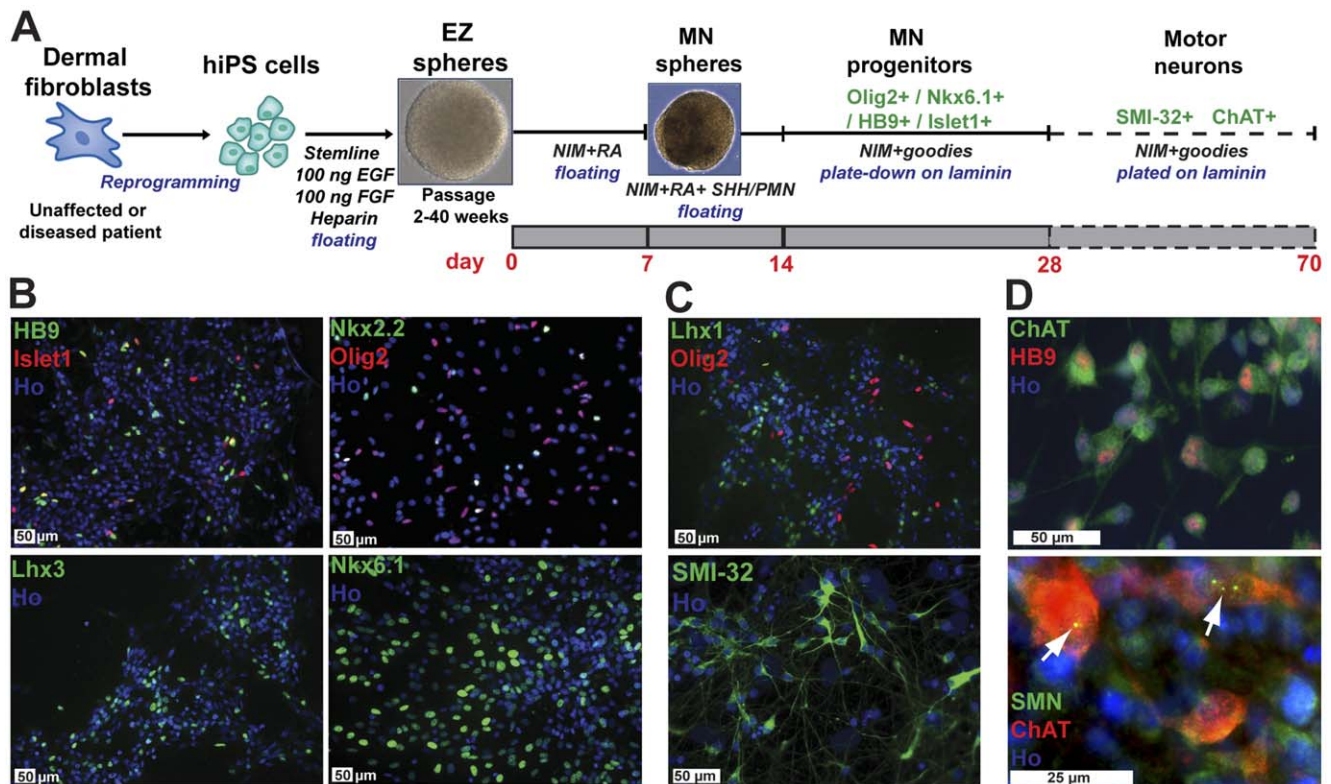 A
Dermal
fibroblasts
hiPS cells
EZ
spheres
MN
spheres
MN
progenitors
Motor
neurons
Olig2+ / Nkx6.1+
/ HB9+ / Islet1+
SMI-32+ ChAT+
Reprogramming
Unaffected or
diseased patient
Stemline
100 ng EGF
100 ng FGF
Heparin
floating
Passage
2-40 weeks
NIM+RA
floating
NIM+RA+ SHH/PMN
floating
NIM+goodies
plate-down on laminin
NIM+goodies
plated on laminin
day 0 7 14 28 70
B
HB9
Islet1
Ho
50 µm
Nkx2.2
Olig2
Ho
50 µm
Lhx3
Ho
50 µm
Nkx6.1
Ho
50 µm
C
Lhx1
Olig2
Ho
50 µm
SMI-32
Ho
50 µm
D
ChAT
HB9
Ho
50 µm
SMN
ChAT
Ho
25 µm